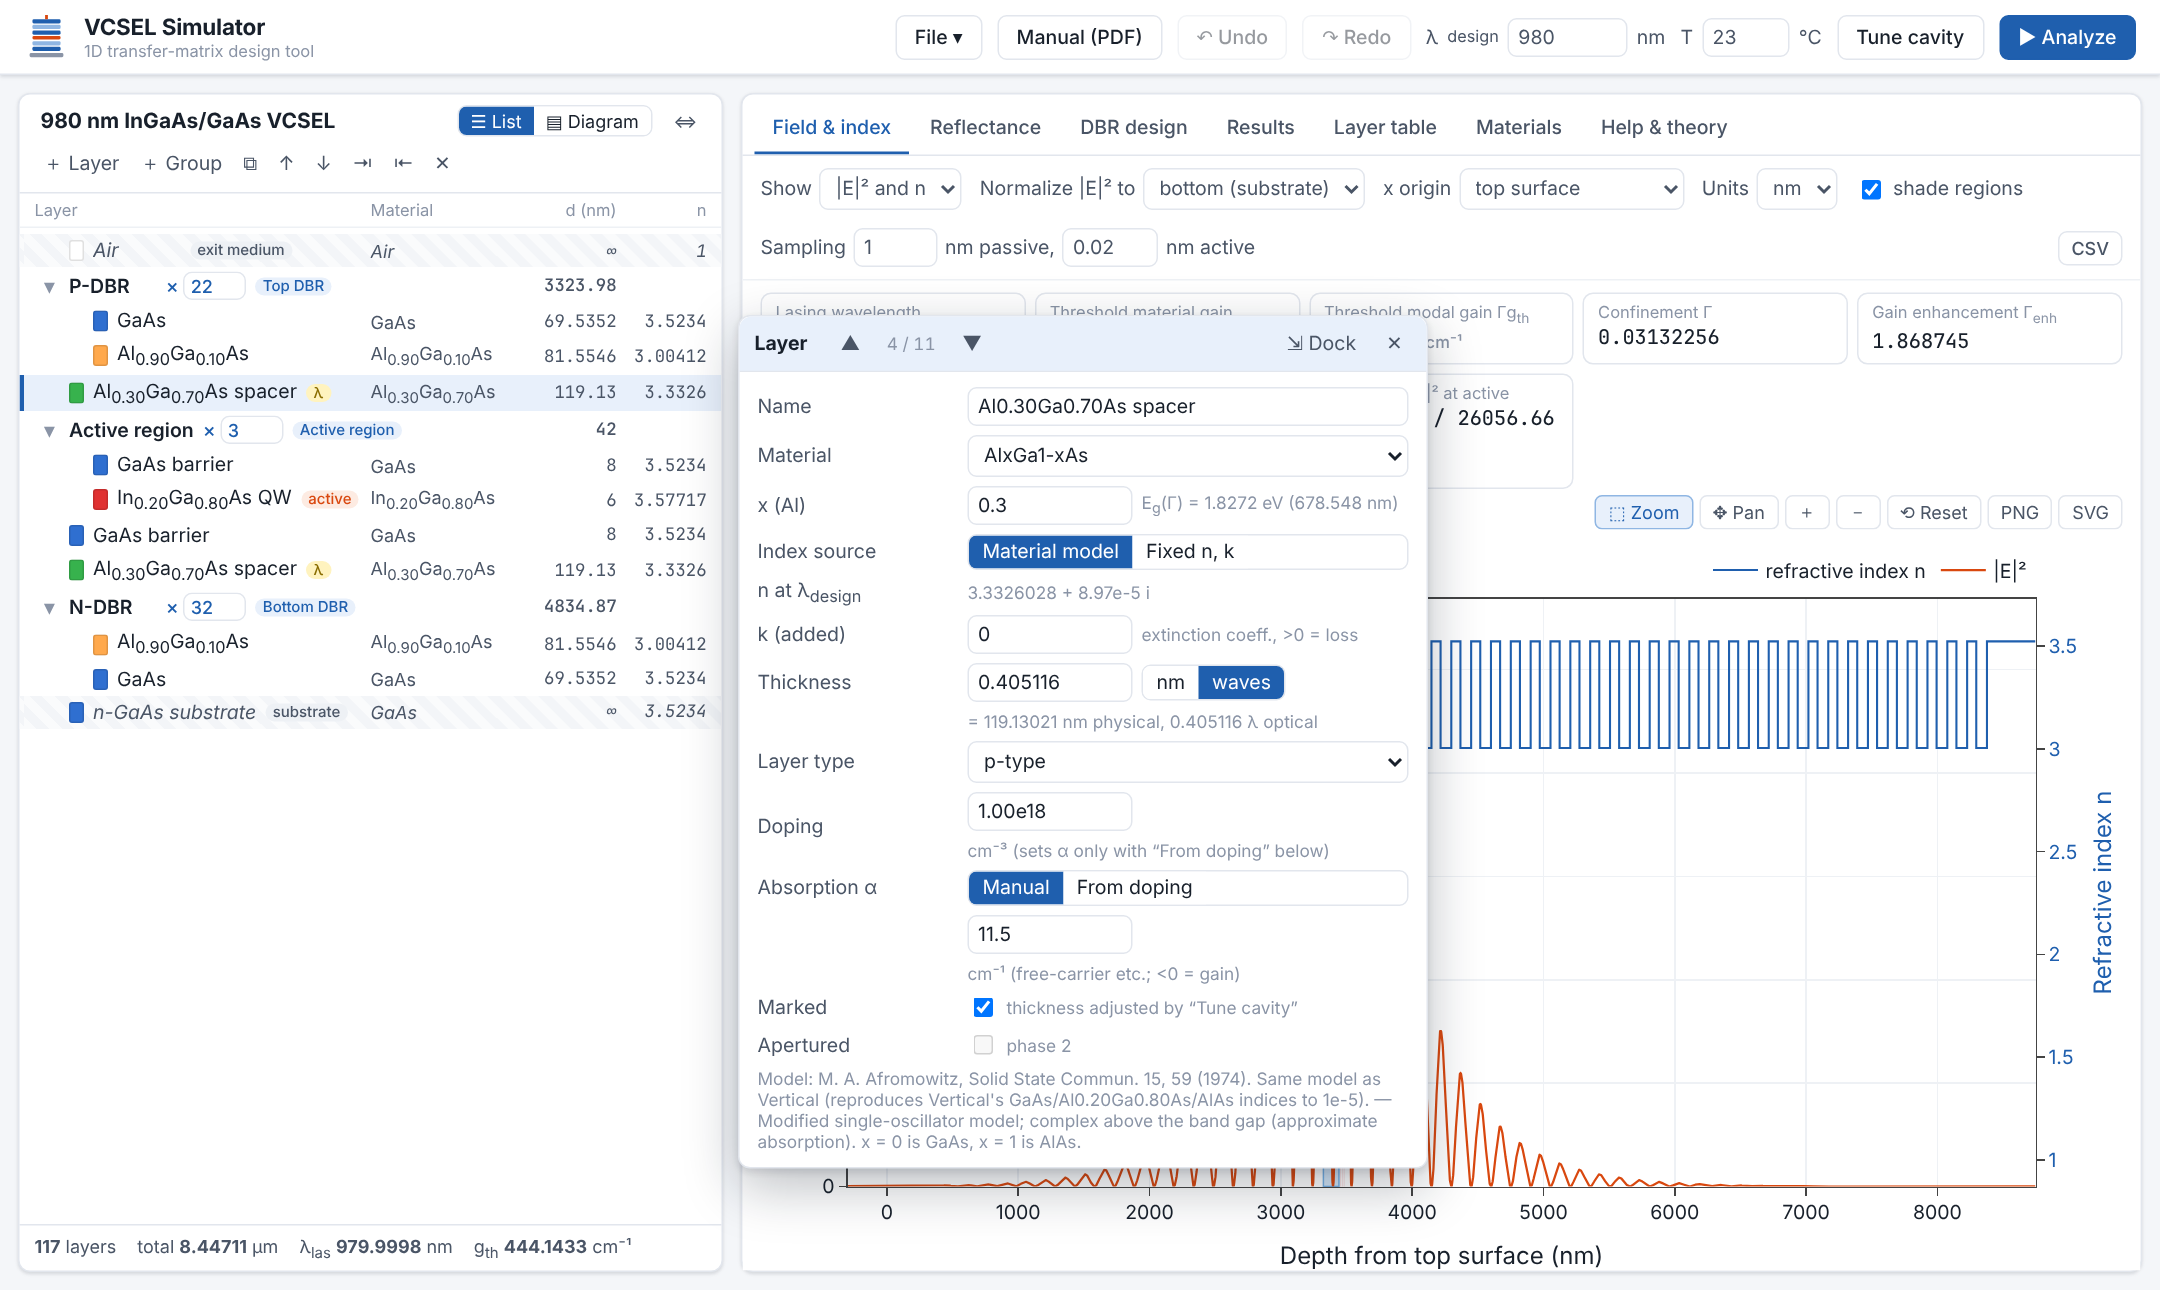 VCSEL Simulator
1D transfer-matrix design tool
File ▾ Manual (PDF) ↶ Undo ↷ Redo λ design 980 nm T 23 °C Tune cavity ▶ Analyze
980 nm InGaAs/GaAs VCSEL
☰ List ▤ Diagram ⇔
+ Layer + Group ⧉ ↑ ↓ ⇥ ⇤ ✕
Layer Material d (nm) n
Air exit medium Air ∞ 1
▼ P-DBR × 22 Top DBR 3323.98
GaAs GaAs 69.5352 3.5234
Al0.90Ga0.10As Al0.90Ga0.10As 81.5546 3.00412
Al0.30Ga0.70As spacer λ Al0.30Ga0.70As 119.13 3.3326
▼ Active region × 3 Active region 42
GaAs barrier GaAs 8 3.5234
In0.20Ga0.80As QW active In0.20Ga0.80As 6 3.57717
GaAs barrier GaAs 8 3.5234
Al0.30Ga0.70As spacer λ Al0.30Ga0.70As 119.13 3.3326
▼ N-DBR × 32 Bottom DBR 4834.87
Al0.90Ga0.10As Al0.90Ga0.10As 81.5546 3.00412
GaAs GaAs 69.5352 3.5234
n-GaAs substrate substrate GaAs ∞ 3.5234
117 layers total 8.44711 µm λlas 979.9998 nm gth 444.1433 cm⁻¹
Field & index Reflectance DBR design Results Layer table Materials Help & theory
Show |E|² and n Normalize |E|² to bottom (substrate) x origin top surface Units nm shade regions
Sampling 1 nm passive, 0.02 nm active CSV
Lasing wavelength Threshold material gain Threshold modal gain Γgth Confinement Γ Gain enhancement Γenh
cm⁻¹ 0.03132256 1.868745
|² at active
/ 26056.66
Layer ▲ 4 / 11 ▼ ⇲ Dock ✕
Name Al0.30Ga0.70As spacer
Material AlxGa1-xAs
x (Al) 0.3 Eg(Γ) = 1.8272 eV (678.548 nm)
Index source Material model Fixed n, k
n at λdesign 3.3326028 + 8.97e-5 i
k (added) 0 extinction coeff., >0 = loss
Thickness 0.405116 nm waves
= 119.13021 nm physical, 0.405116 λ optical
Layer type p-type
Doping 1.00e18
cm⁻³ (sets α only with “From doping” below)
Absorption α Manual From doping
11.5
cm⁻¹ (free-carrier etc.; <0 = gain)
Marked thickness adjusted by “Tune cavity”
Apertured phase 2
Model: M. A. Afromowitz, Solid State Commun. 15, 59 (1974). Same model as
Vertical (reproduces Vertical's GaAs/Al0.20Ga0.80As/AlAs indices to 1e-5). —
Modified single-oscillator model; complex above the band gap (approximate
absorption). x = 0 is GaAs, x = 1 is AlAs.
⬚ Zoom ✥ Pan + − ⟲ Reset PNG SVG
refractive index n |E|²
3.5
3
2.5
2
1.5
1
Refractive index n
0
0 1000 2000 3000 4000 5000 6000 7000 8000
Depth from top surface (nm)